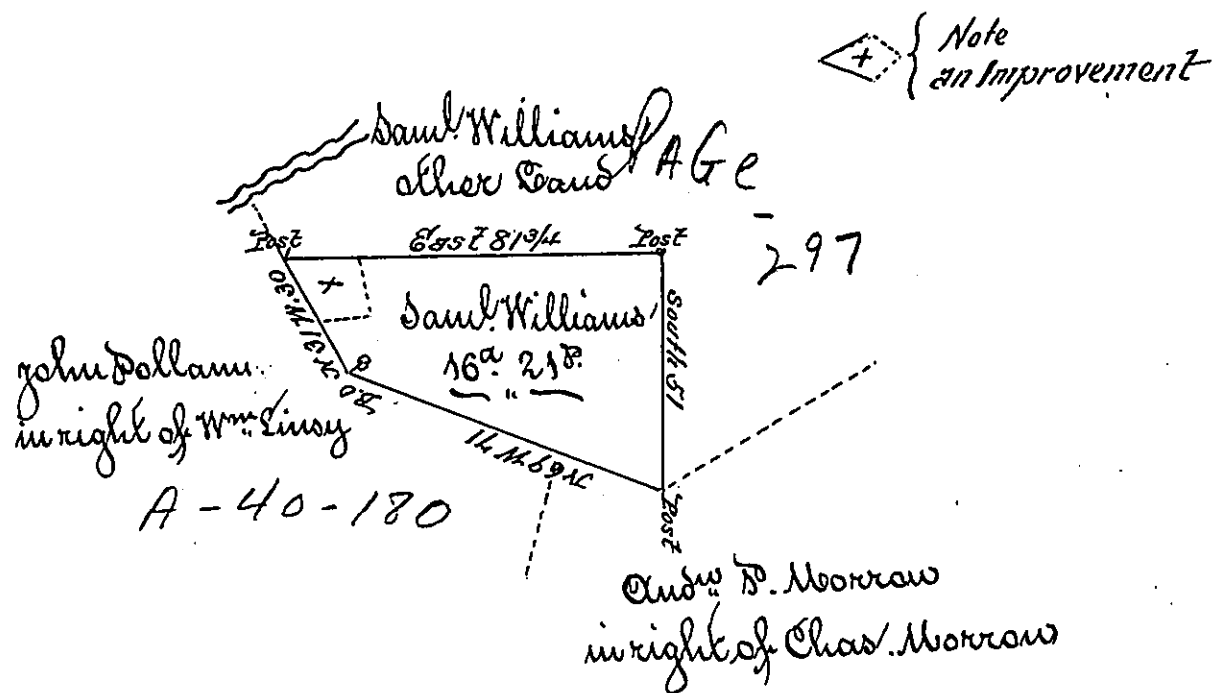 Note
an Improvement
Saml. Williams
other Land
PAGe
-
297
Post
East 81 3/4
Post
+
N 31 W. 30
South 51
Saml. Williams
16a. " 21p.
John Pollam
in right of Wm. Linsy
B.O
N 69 W 71
A-40-180
Post
Andw. P. Morrow
in right of Chas. Morrow